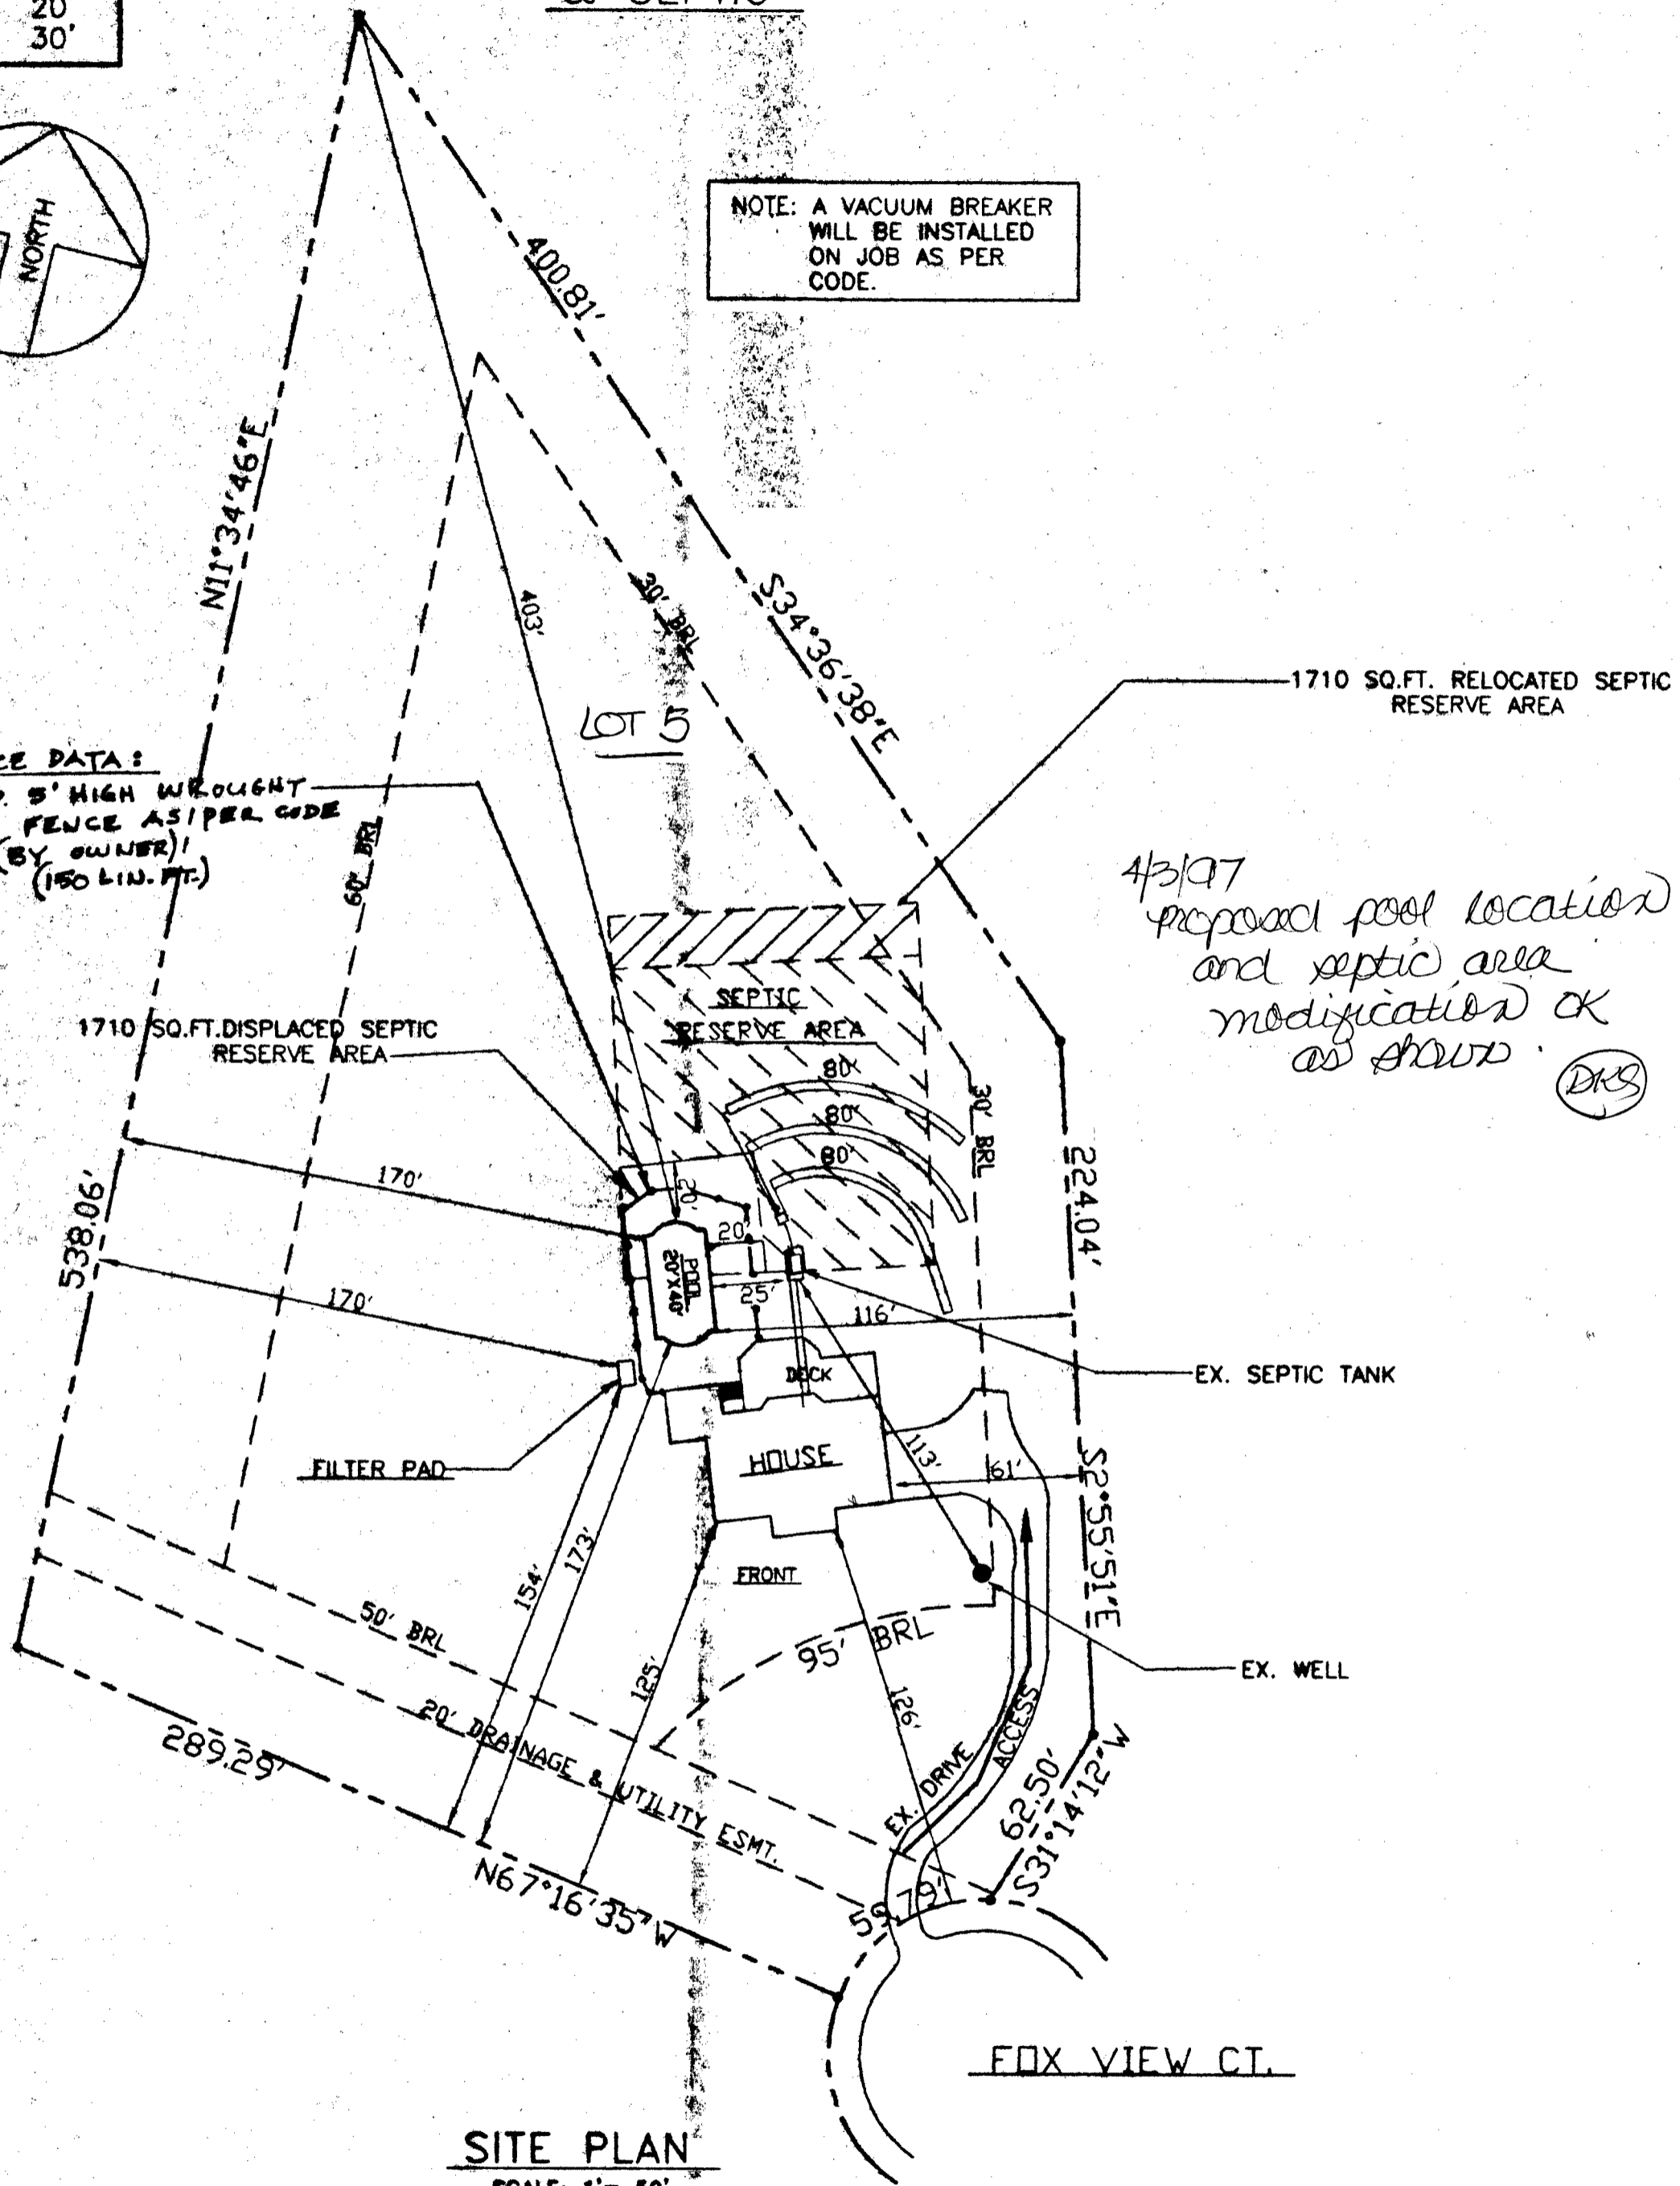 20
30'
NORTH
NOTE: A VACUUM BREAKER
WILL BE INSTALLED
ON JOB AS PER
CODE.
400.81'
N11°34'46"E
403'
30' BRL
S34°36'38"E
1710 SQ.FT. RELOCATED SEPTIC
RESERVE AREA
LOT 5
DATA:
5' HIGH WROUGHT
FENCE AS/PER CODE
(BY OWNER)
(150 LIN. FT.)
60' BRL
4/3/97
proposed pool location
and septic area
modification OK
as shown.
DKS
SEPTIC
RESERVE AREA
1710 SQ.FT. DISPLACED SEPTIC
RESERVE AREA
80'
80'
80'
30' BRL
224.04'
170'
20'
20'
538.06'
POOL
20'X40'
25'
170'
116'
DECK
EX. SEPTIC TANK
FILTER PAD
HOUSE
113'
61'
S2°55'51"E
154'
173'
FRONT
50' BRL
95' BRL
125'
126'
EX. WELL
20' DRAINAGE & UTILITY ESMT.
289.29'
EX. DRIVE
ACCESS
62.50'
S31°14'12"W
N67°16'35"W
59.79'
FOX VIEW CT.
SITE PLAN